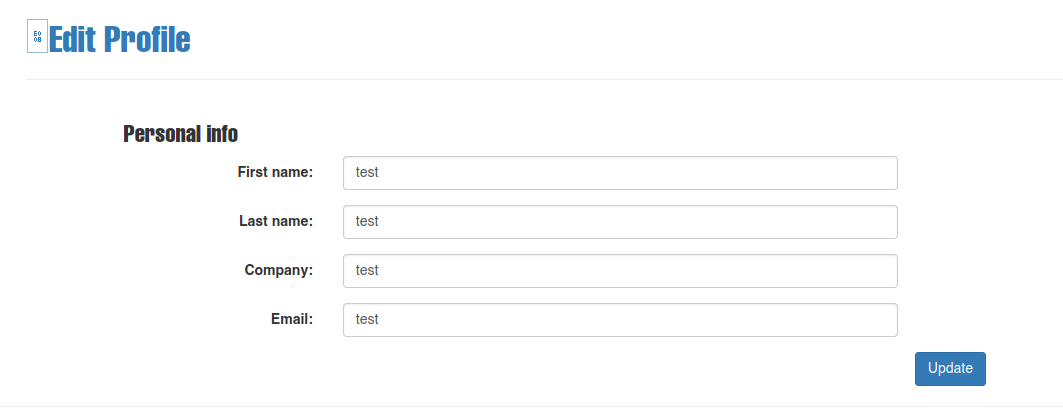 Edit Profile
Personal info
First name: test
Last name: test
Company: test
Email: test
Update